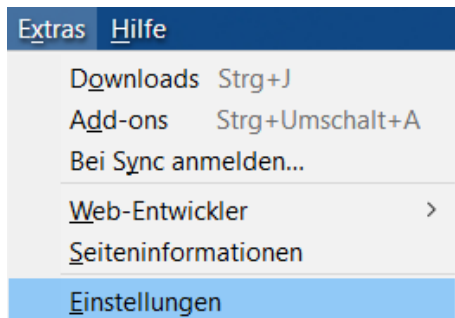 Extras Hilfe
Downloads Strg+J
Add-ons Strg+Umschalt+A
Bei Sync anmelden...
Web-Entwickler
Seiteninformationen
Einstellungen